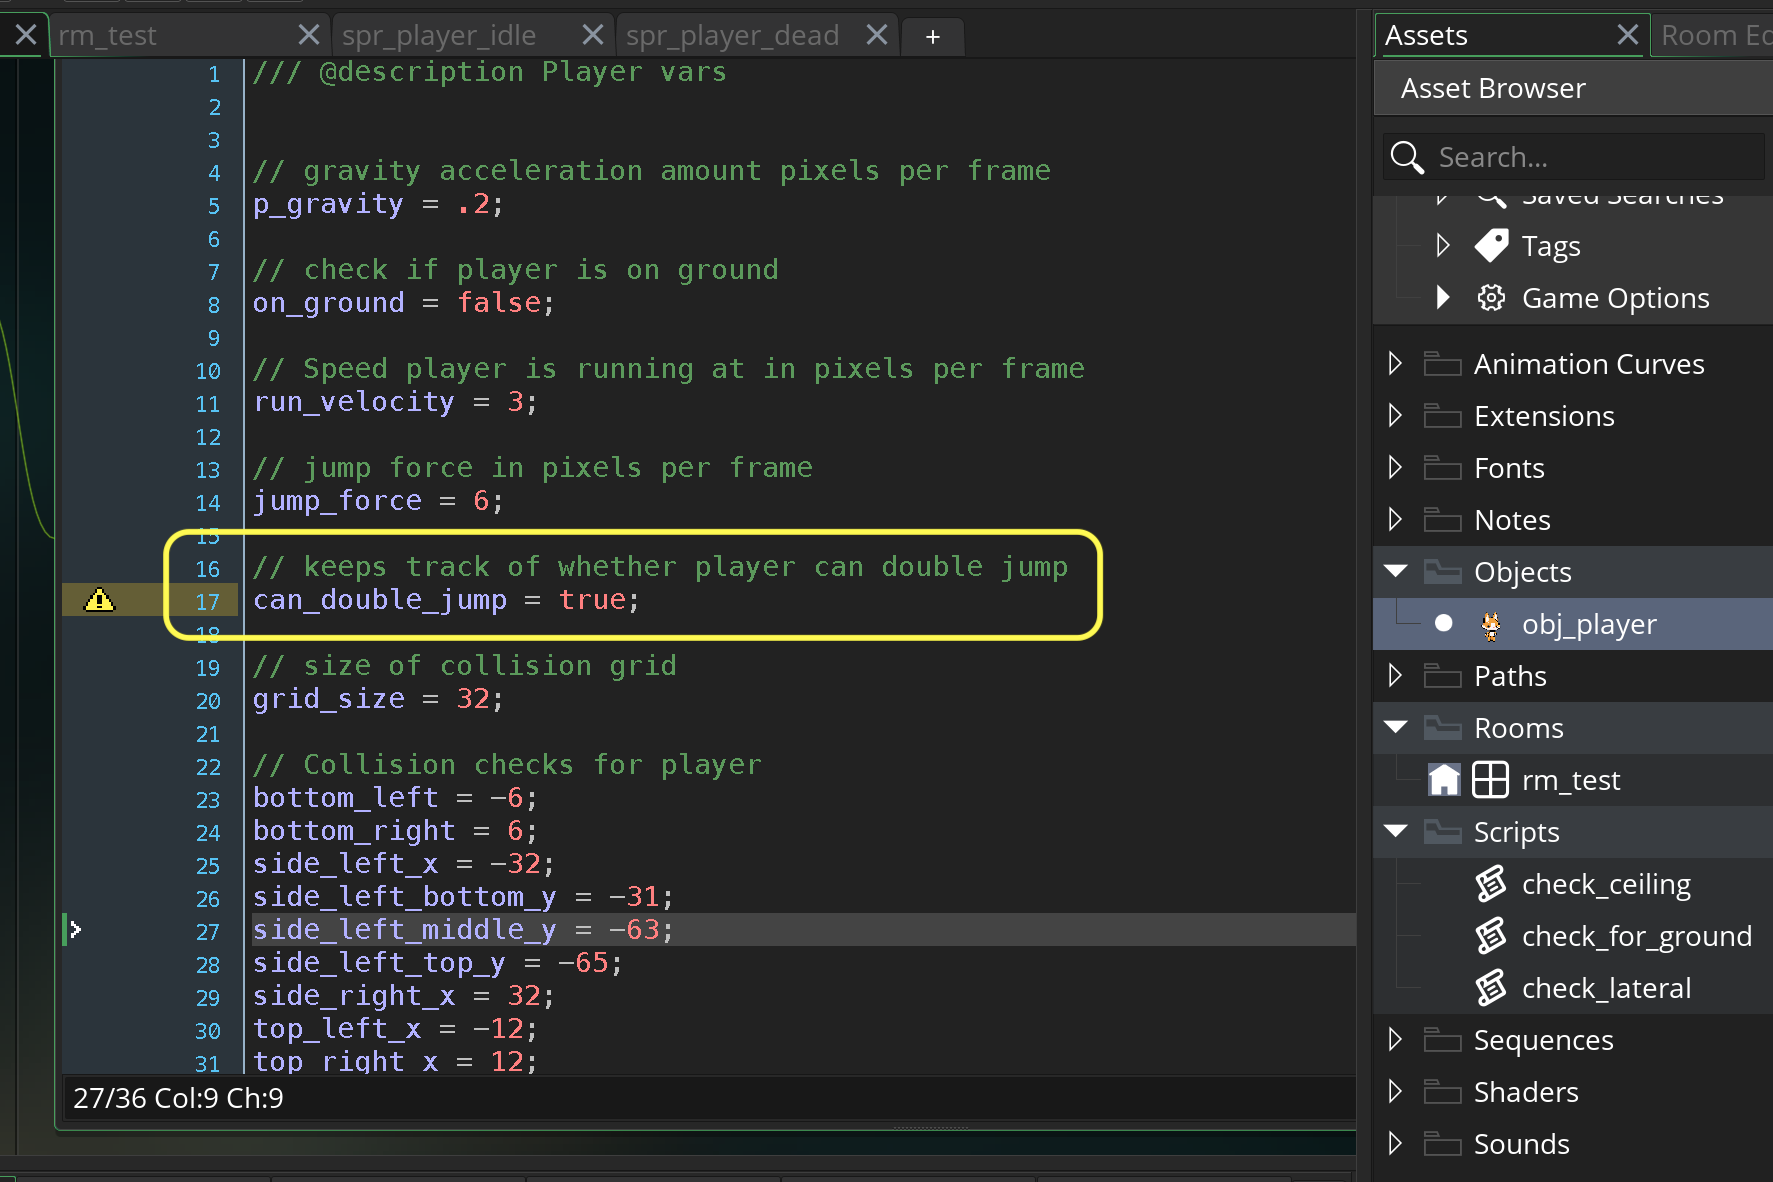 rm_test
spr_player_idle
spr_player_dead
+
1 /// @description Player vars
2
3
4 // gravity acceleration amount pixels per frame
5 p_gravity = .2;
6
7 // check if player is on ground
8 on_ground = false;
9
10 // Speed player is running at in pixels per frame
11 run_velocity = 3;
12
13 // jump force in pixels per frame
14 jump_force = 6;
15
16 // keeps track of whether player can double jump
17 can_double_jump = true;
18
19 // size of collision grid
20 grid_size = 32;
21
22 // Collision checks for player
23 bottom_left = -6;
24 bottom_right = 6;
25 side_left_x = -32;
26 side_left_bottom_y = -31;
27 side_left_middle_y = -63;
28 side_left_top_y = -65;
29 side_right_x = 32;
30 top_left_x = -12;
31 top_right_x = 12;
27/36 Col:9 Ch:9
Assets
Room Ed
Asset Browser
Search...
Saved Searches
Tags
Game Options
Animation Curves
Extensions
Fonts
Notes
Objects
obj_player
Paths
Rooms
rm_test
Scripts
check_ceiling
check_for_ground
check_lateral
Sequences
Shaders
Sounds